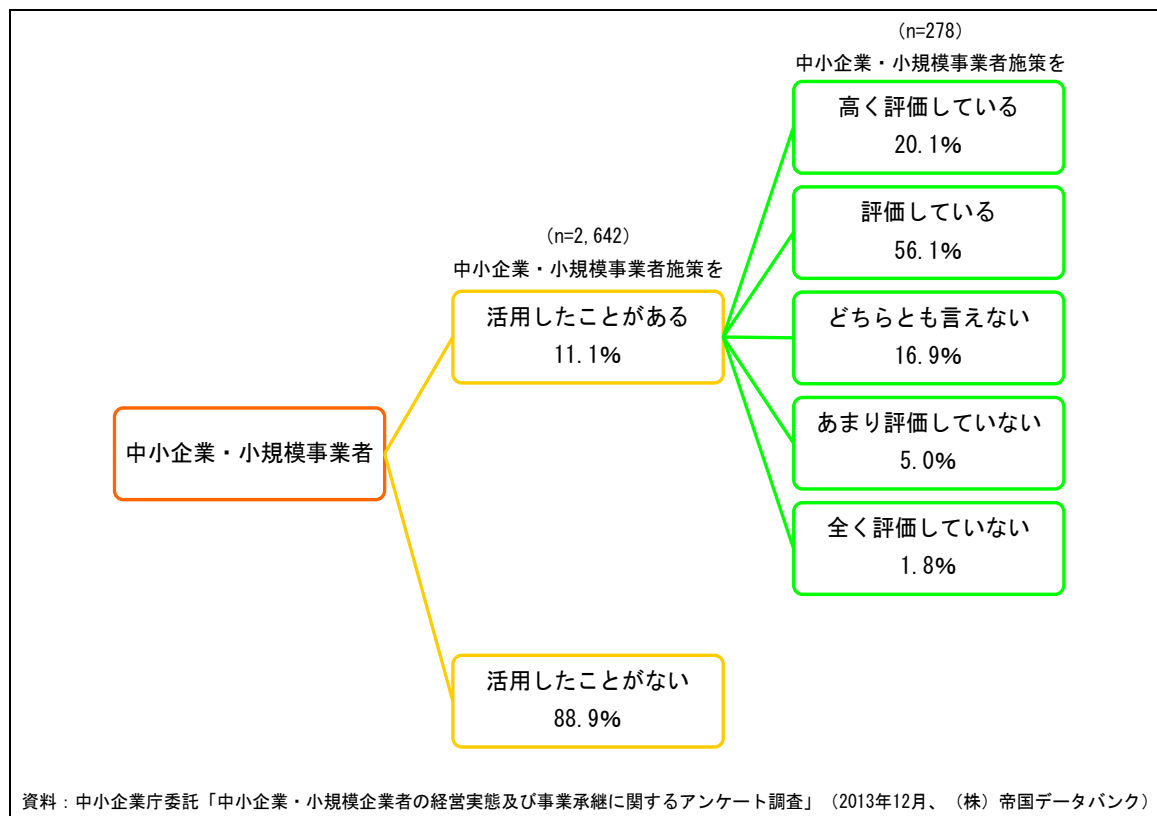 (n=278)
中小企業・小規模事業者施策を
高く評価している
20.1%
評価している
56.1%
(n=2,642)
中小企業・小規模事業者施策を
活用したことがある
11.1%
どちらとも言えない
16.9%
あまり評価していない
5.0%
中小企業・小規模事業者
全く評価していない
1.8%
活用したことがない
88.9%
資料：中小企業庁委託「中小企業・小規模企業者の経営実態及び事業承継に関するアンケート調査」（2013年12月、（株）帝国データバンク）